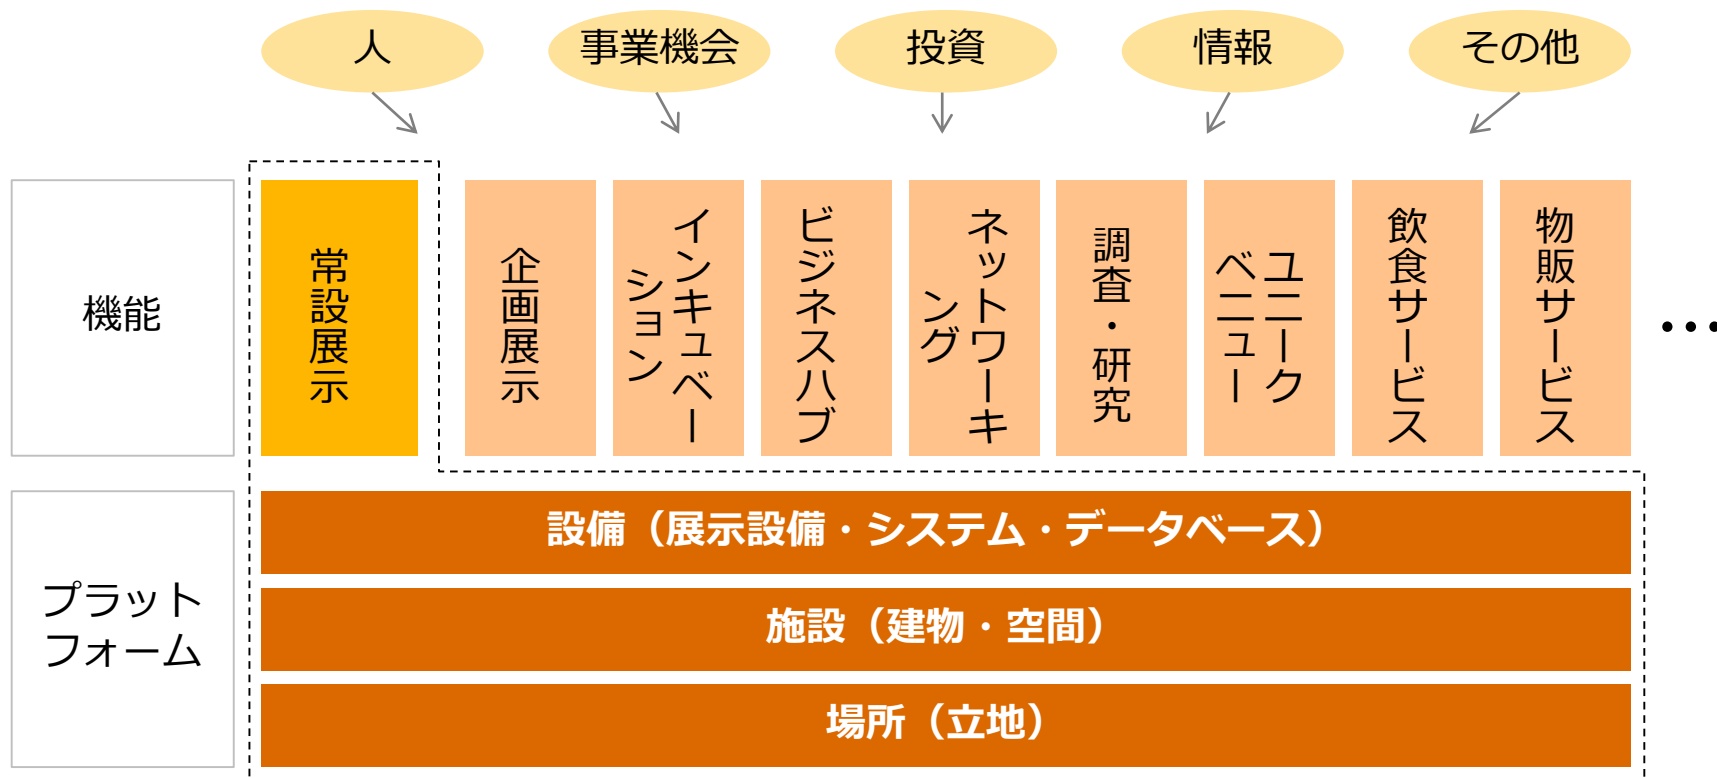 人
事業機会
投資
情報
その他
機能
常設展示
企画展示
インキュベー
ション
ビジネスハブ
ネットワーキ
ング
調査・研究
ユニーク
ベニュー
飲食サービス
物販サービス
…
プラット
フォーム
設備（展示設備・システム・データベース）
施設（建物・空間）
場所（立地）